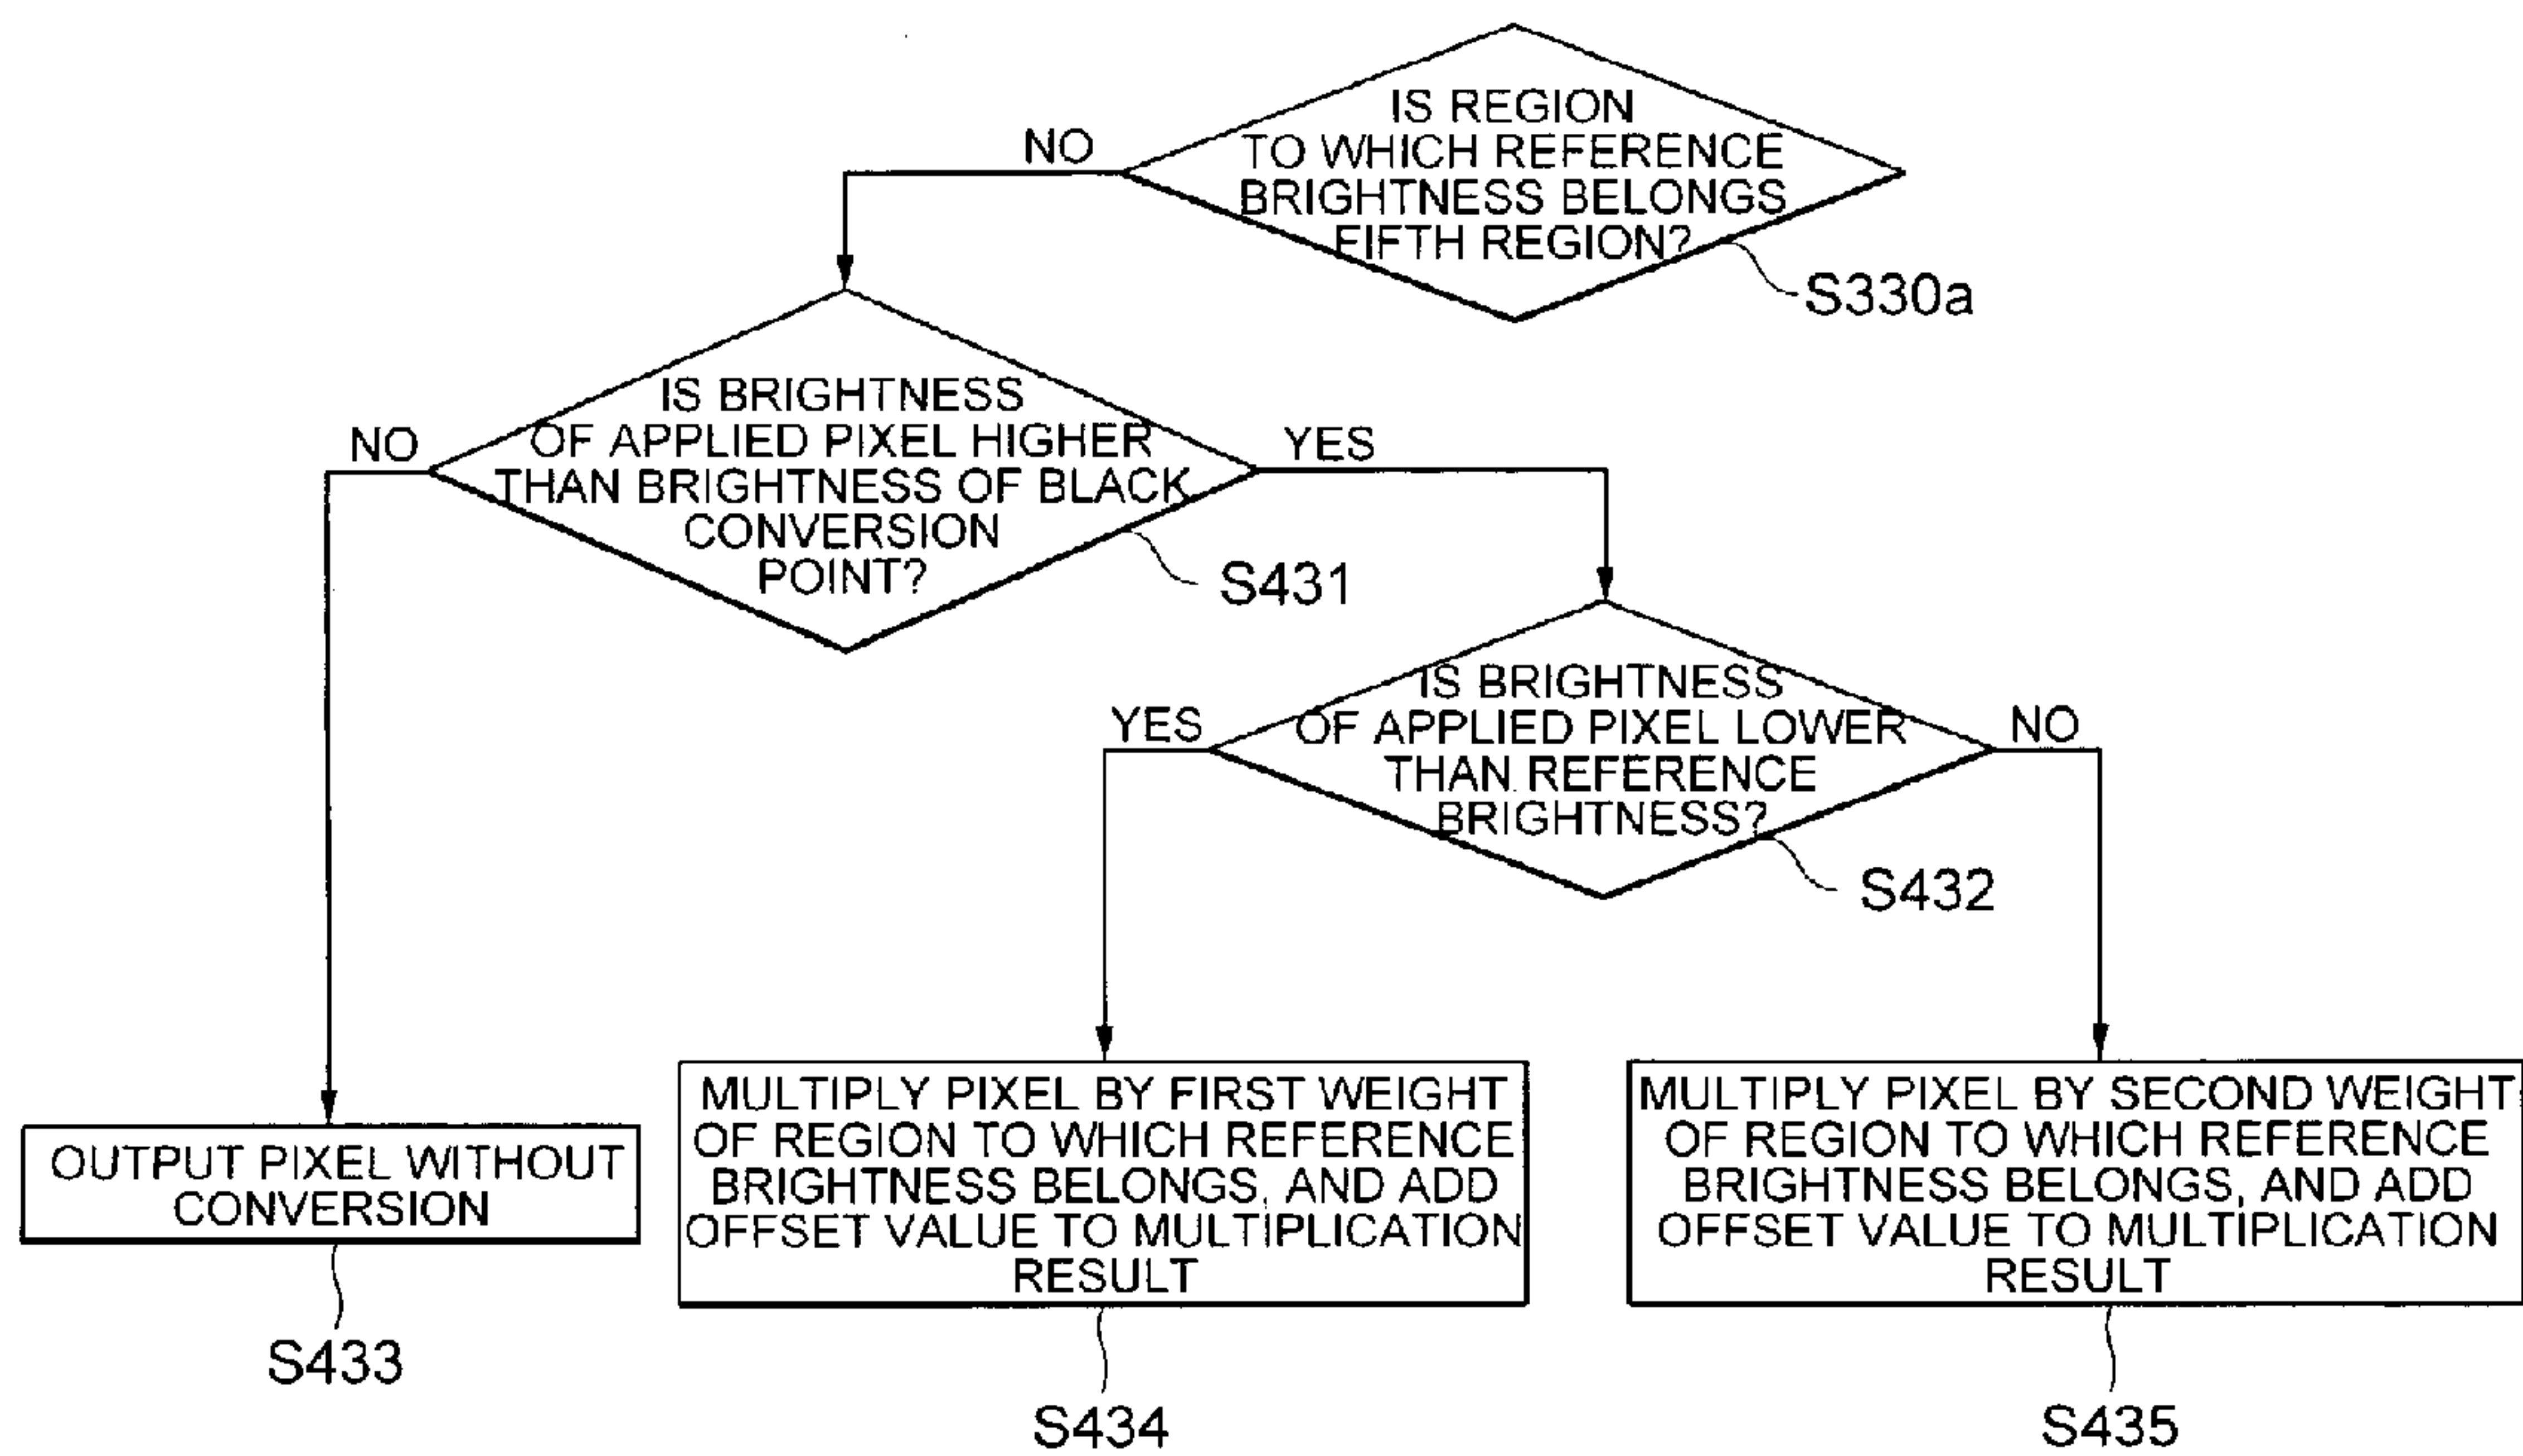 IS REGION
TO WHICH REFERENCE
BRIGHTNESS BELONGS
FIFTH REGION?
NO
S330a
IS BRIGHTNESS
OF APPLIED PIXEL HIGHER
THAN BRIGHTNESS OF BLACK
CONVERSION
POINT?
NO
YES
S431
IS BRIGHTNESS
OF APPLIED PIXEL LOWER
THAN REFERENCE
BRIGHTNESS?
YES
NO
S432
OUTPUT PIXEL WITHOUT
CONVERSION
S433
MULTIPLY PIXEL BY FIRST WEIGHT
OF REGION TO WHICH REFERENCE
BRIGHTNESS BELONGS, AND ADD
OFFSET VALUE TO MULTIPLICATION
RESULT
S434
MULTIPLY PIXEL BY SECOND WEIGHT
OF REGION TO WHICH REFERENCE
BRIGHTNESS BELONGS, AND ADD
OFFSET VALUE TO MULTIPLICATION
RESULT
S435